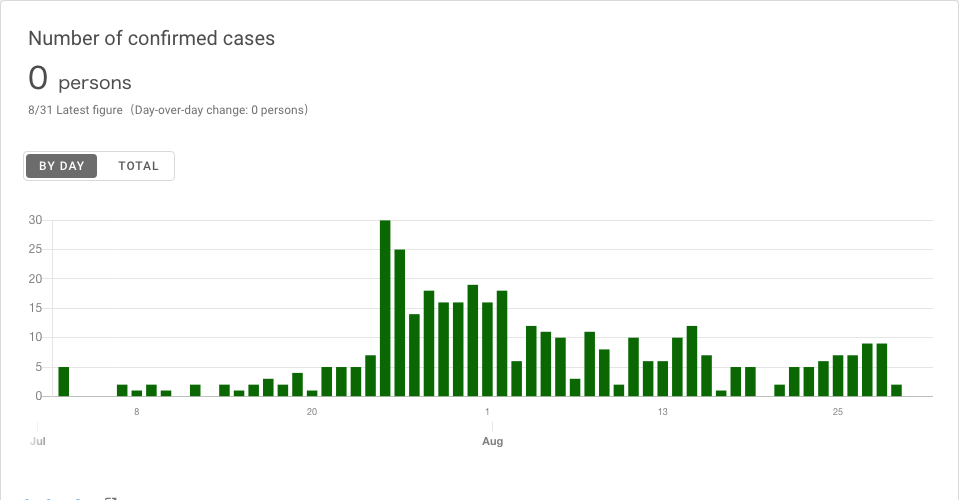 Number of confirmed cases
0 persons
8/31 Latest figure（Day-over-day change: 0 persons）
BY DAY TOTAL
30
25
20
15
10
5
0
8 20 1 13 25
Jul Aug